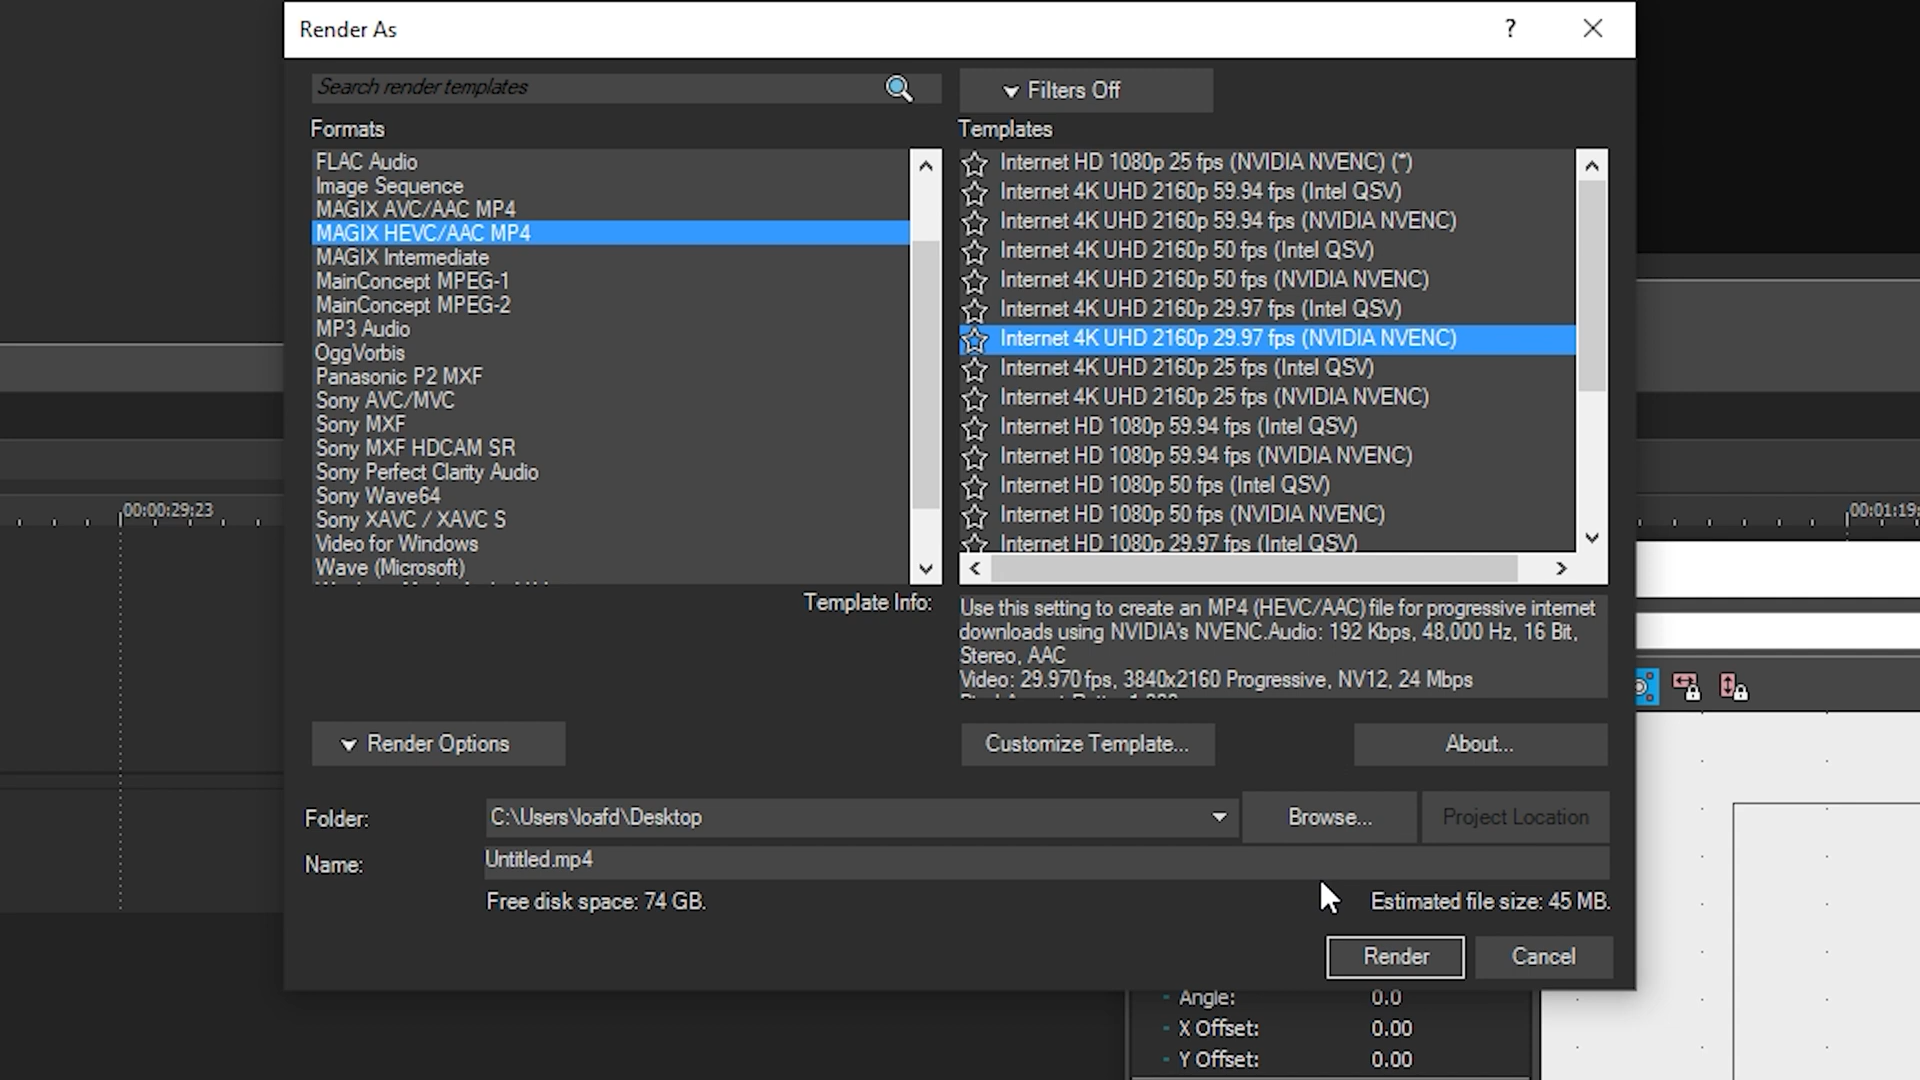 Render As
?
Search render templates
Filters Off
Formats
Templates
FLAC Audio
Image Sequence
MAGIX AVC/AAC MP4
MAGIX HEVC/AAC MP4
MAGIX Intermediate
MainConcept MPEG-1
MainConcept MPEG-2
MP3 Audio
OggVorbis
Panasonic P2 MXF
Sony AVC/MVC
Sony MXF
Sony MXF HDCAM SR
Sony Perfect Clarity Audio
Sony Wave64
Sony XAVC / XAVC S
Video for Windows
Wave (Microsoft)
Internet HD 1080p 25 fps (NVIDIA NVENC) (*)
Internet 4K UHD 2160p 59.94 fps (Intel QSV)
Internet 4K UHD 2160p 59.94 fps (NVIDIA NVENC)
Internet 4K UHD 2160p 50 fps (Intel QSV)
Internet 4K UHD 2160p 50 fps (NVIDIA NVENC)
Internet 4K UHD 2160p 29.97 fps (Intel QSV)
Internet 4K UHD 2160p 29.97 fps (NVIDIA NVENC)
Internet 4K UHD 2160p 25 fps (Intel QSV)
Internet 4K UHD 2160p 25 fps (NVIDIA NVENC)
Internet HD 1080p 59.94 fps (Intel QSV)
Internet HD 1080p 59.94 fps (NVIDIA NVENC)
Internet HD 1080p 50 fps (Intel QSV)
Internet HD 1080p 50 fps (NVIDIA NVENC)
Internet HD 1080p 29.97 fps (Intel QSV)
00:00:29:23
00:01:19:
Template Info:
Use this setting to create an MP4 (HEVC/AAC) file for progressive internet
downloads using NVIDIA's NVENC.Audio: 192 Kbps, 48,000 Hz, 16 Bit,
Stereo, AAC
Video: 29.970 fps, 3840x2160 Progressive, NV12, 24 Mbps
Render Options
Customize Template...
About...
Folder:
C:\Users\loafd\Desktop
Browse...
Project Location
Name:
Untitled.mp4
Free disk space: 74 GB.
Estimated file size: 45 MB.
Render
Cancel
Angle:
0.0
X Offset:
0.00
Y Offset:
0.00